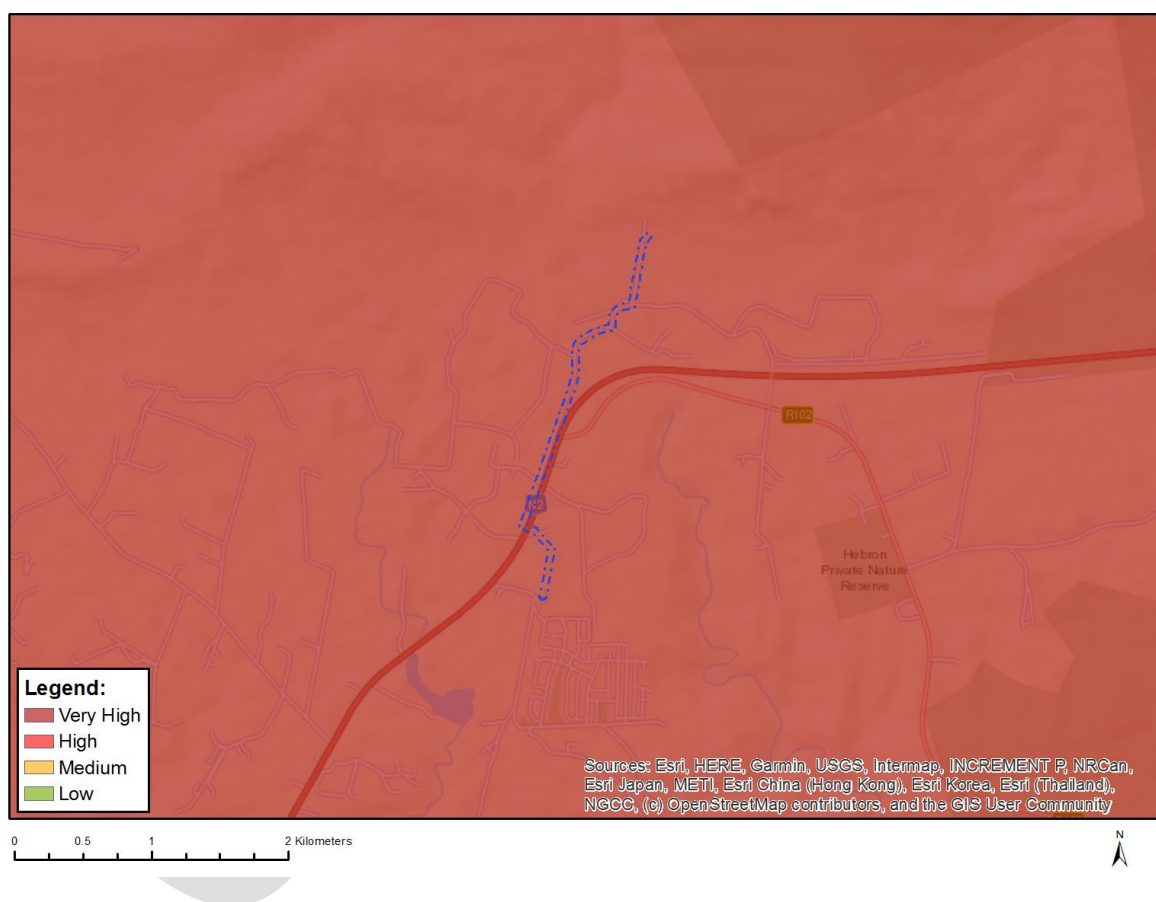 R102
Hebron
Private Nature
Reserve
Legend:
Very High
High
Medium
Low
Sources: Esri, HERE, Garmin, USGS, Intermap, INCREMENT P, NRCan,
Esri Japan, METI, Esri China (Hong Kong), Esri Korea, Esri (Thailand),
NGCC, (c) OpenStreetMap contributors, and the GIS User Community
0 0.5 1 2 Kilometers
N